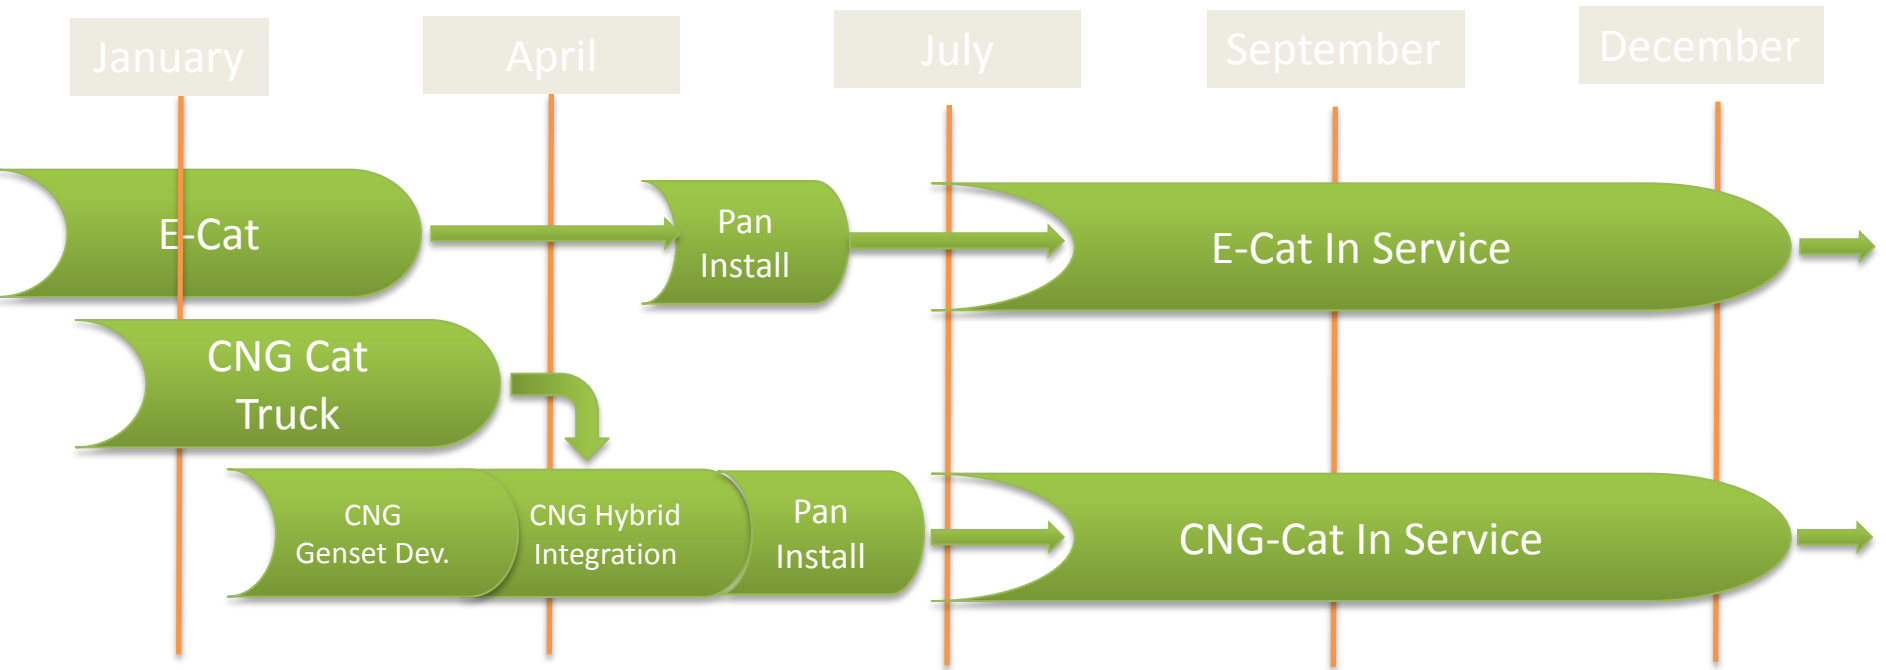 January
April
July
September
December
E-Cat
Pan
Install
E-Cat In Service
CNG Cat
Truck
CNG
Genset Dev.
CNG Hybrid
Integration
Pan
Install
CNG-Cat In Service